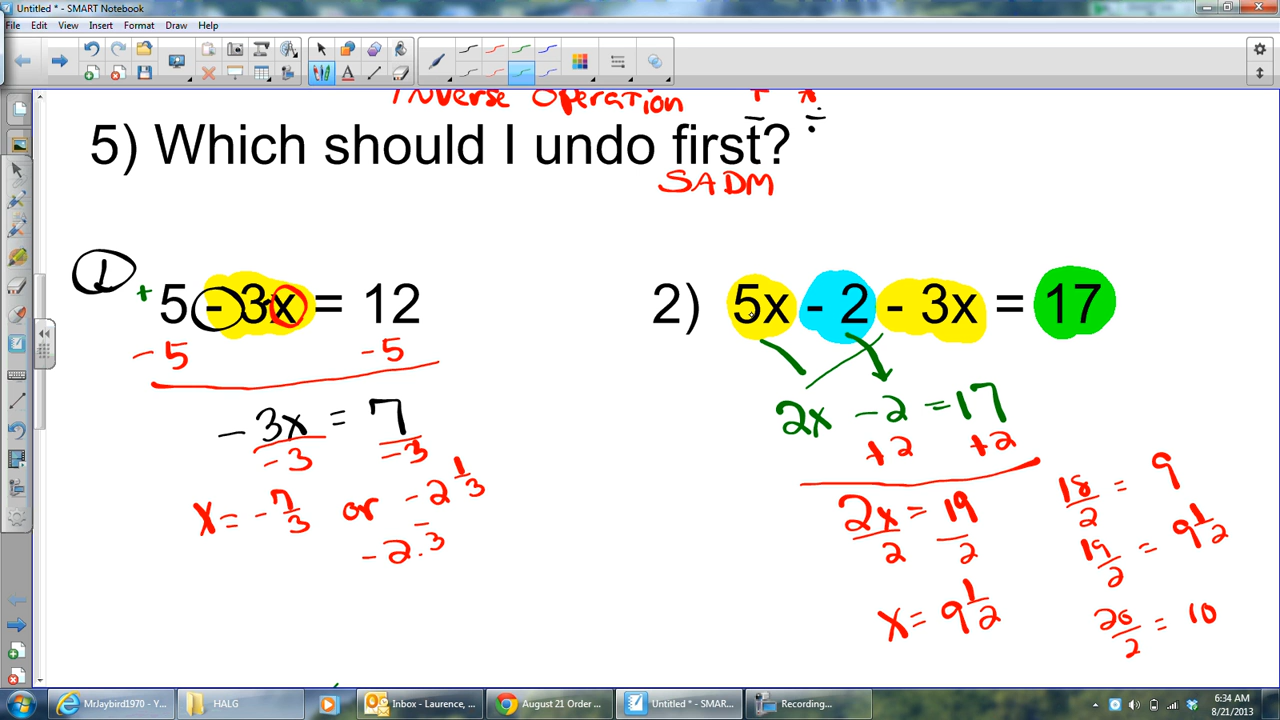 Untitled * - SMART Notebook
File Edit View Insert Format Draw Help
Inverse Operation + x
− ÷
5) Which should I undo first?
SADM
①
+5 - 3x = 12
-5 -5
-3x = 7
-3 -3
x = -7/3 or -2 1/3
-2.3̅
2) 5x - 2 - 3x = 17
2x - 2 = 17
+2 +2
2x = 19
2 2
x = 9 1/2
18/2 = 9
19/2 = 9 1/2
20/2 = 10
MrJaybird1970 - Y...
HALG
Inbox - Laurence, ...
August 21 Order ...
Untitled * - SMAR...
Recording...
6:34 AM
8/21/2013